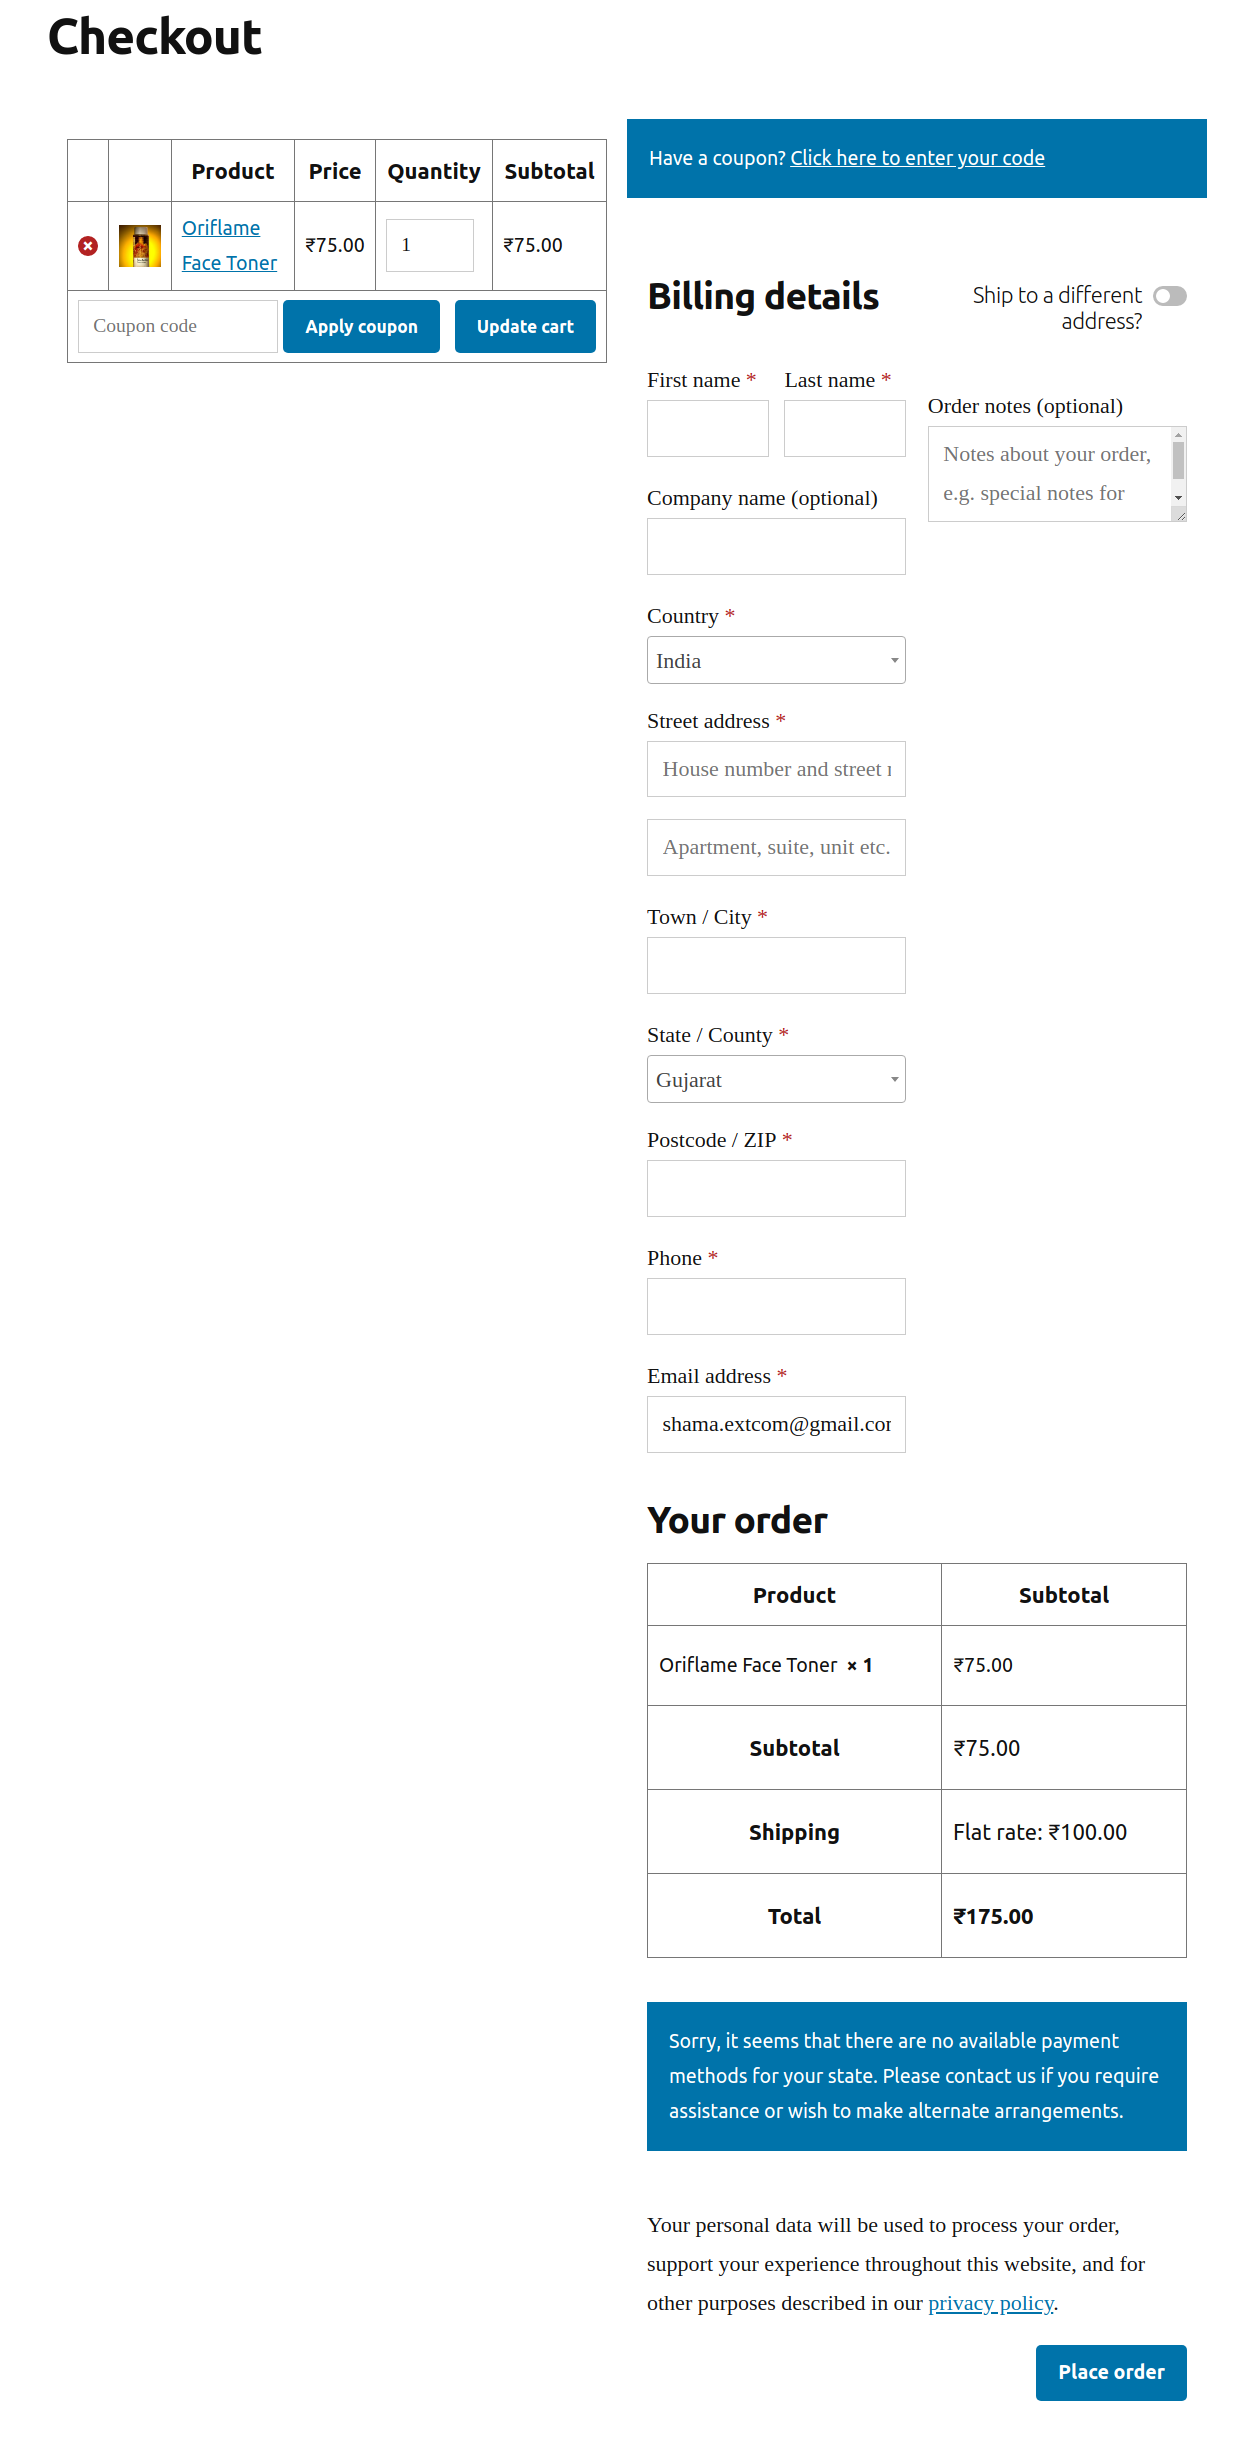 Checkout
Product Price Quantity Subtotal
Oriflame
Face Toner
₹75.00 1 ₹75.00
Coupon code Apply coupon Update cart
Have a coupon? Click here to enter your code
Billing details
Ship to a different
address?
First name * Last name *
Company name (optional)
Country *
India
Street address *
House number and street
Apartment, suite, unit etc.
Town / City *
State / County *
Gujarat
Postcode / ZIP *
Phone *
Email address *
shama.extcom@gmail.co
Order notes (optional)
Notes about your order,
e.g. special notes for
Your order
Product Subtotal
Oriflame Face Toner × 1 ₹75.00
Subtotal ₹75.00
Shipping Flat rate: ₹100.00
Total ₹175.00
Sorry, it seems that there are no available payment
methods for your state. Please contact us if you require
assistance or wish to make alternate arrangements.
Your personal data will be used to process your order,
support your experience throughout this website, and for
other purposes described in our privacy policy.
Place order